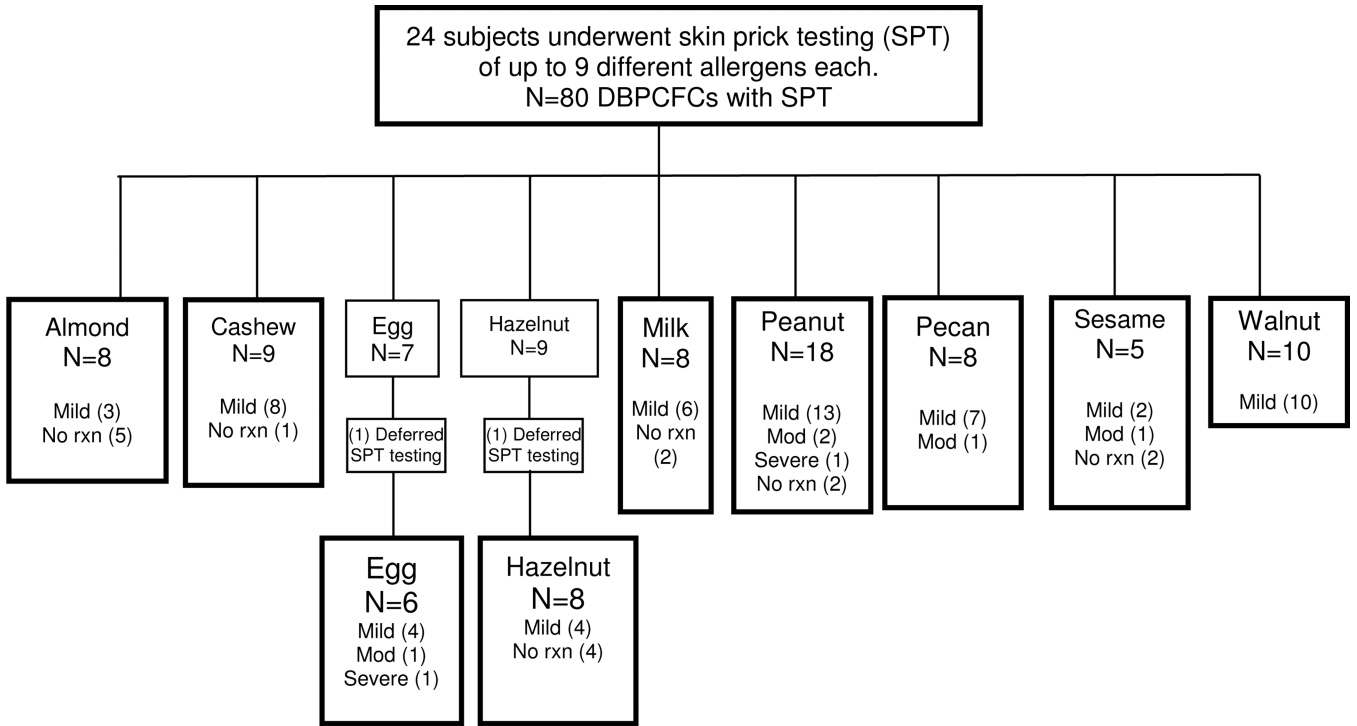 24 subjects underwent skin prick testing (SPT)
of up to 9 different allergens each.
N=80 DBPCFCs with SPT
Almond
N=8
Mild (3)
No rxn (5)
Cashew
N=9
Mild (8)
No rxn (1)
Egg
N=7
(1) Deferred
SPT testing
Egg
N=6
Mild (4)
Mod (1)
Severe (1)
Hazelnut
N=9
(1) Deferred
SPT testing
Hazelnut
N=8
Mild (4)
No rxn (4)
Milk
N=8
Mild (6)
No rxn
(2)
Peanut
N=18
Mild (13)
Mod (2)
Severe (1)
No rxn (2)
Pecan
N=8
Mild (7)
Mod (1)
Sesame
N=5
Mild (2)
Mod (1)
No rxn (2)
Walnut
N=10
Mild (10)